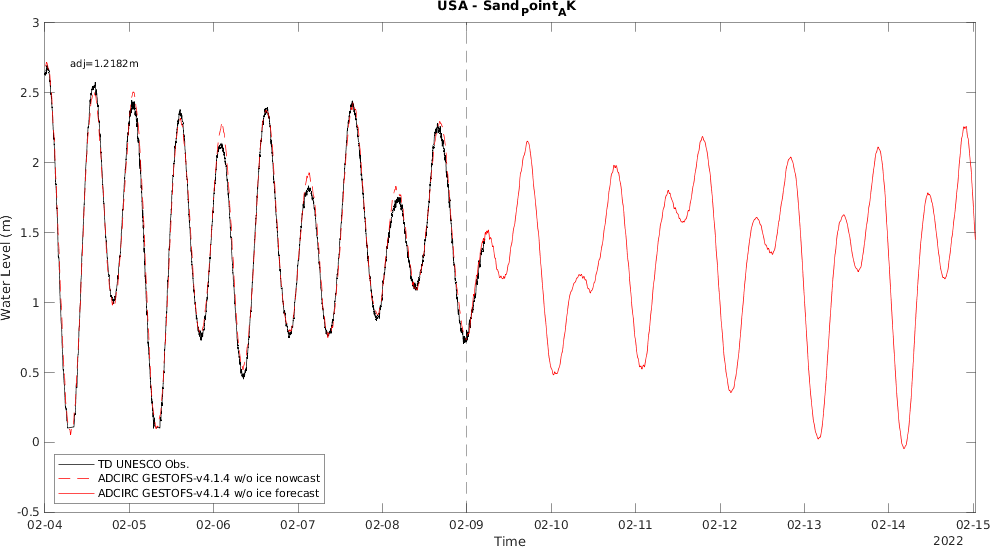 USA - Sand_Point_AK
adj=1.2182m
3
2.5
2
1.5
1
0.5
0
-0.5
Water Level (m)
TD UNESCO Obs.
ADCIRC GESTOFS-v4.1.4 w/o ice nowcast
ADCIRC GESTOFS-v4.1.4 w/o ice forecast
02-04 02-05 02-06 02-07 02-08 02-09 02-10 02-11 02-12 02-13 02-14 02-15
Time
2022